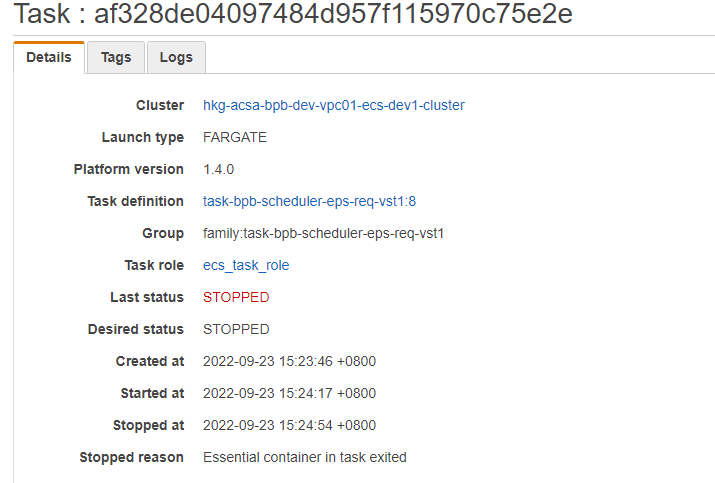 Task : af328de04097484d957f115970c75e2e
Details Tags Logs
Cluster hkg-acsa-bpb-dev-vpc01-ecs-dev1-cluster
Launch type FARGATE
Platform version 1.4.0
Task definition task-bpb-scheduler-eps-req-vst1:8
Group family:task-bpb-scheduler-eps-req-vst1
Task role ecs_task_role
Last status STOPPED
Desired status STOPPED
Created at 2022-09-23 15:23:46 +0800
Started at 2022-09-23 15:24:17 +0800
Stopped at 2022-09-23 15:24:54 +0800
Stopped reason Essential container in task exited